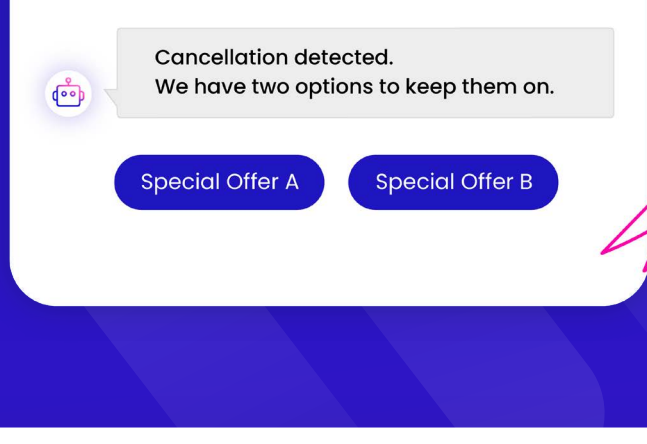 Cancellation detected.
We have two options to keep them on.
Special Offer A
Special Offer B